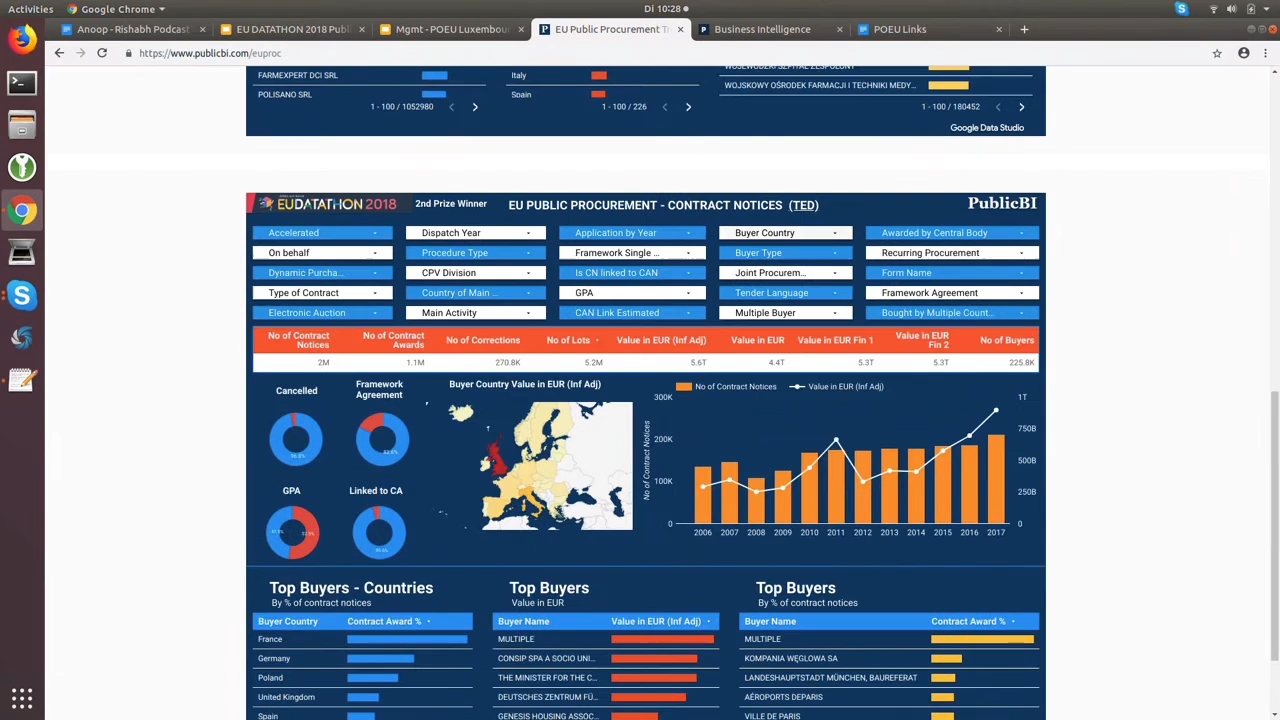 Activities
Google Chrome
Di 10:28
Anoop - Rishabh Podcast
EU DATATHON 2018 Publ
Mgmt - POEU Luxembour
EU Public Procurement Tr
Business Intelligence
POEU Links
https://www.publicbi.com/euproc
FARMEXPERT DCI SRL
Italy
WOJEWÓDZKI SZPITAL ZESPOLONY
POLISANO SRL
Spain
WOJSKOWY OŚRODEK FARMACJI I TECHNIKI MEDY...
1 - 100 / 1052980
1 - 100 / 226
1 - 100 / 180452
Google Data Studio
EUDATATHON 2018
2nd Prize Winner
EU PUBLIC PROCUREMENT - CONTRACT NOTICES (TED)
PublicBI
Accelerated
Dispatch Year
Application by Year
Buyer Country
Awarded by Central Body
On behalf
Procedure Type
Framework Single ...
Buyer Type
Recurring Procurement
Dynamic Purcha...
CPV Division
Is CN linked to CAN
Joint Procurem...
Form Name
Type of Contract
Country of Main ...
GPA
Tender Language
Framework Agreement
Electronic Auction
Main Activity
CAN Link Estimated
Multiple Buyer
Bought by Multiple Count...
No of Contract Notices
No of Contract Awards
No of Corrections
No of Lots
Value in EUR (Inf Adj)
Value in EUR
Value in EUR Fin 1
Value in EUR Fin 2
No of Buyers
2M
1.1M
270.8K
5.2M
5.6T
4.4T
5.3T
5.3T
225.8K
Cancelled
Framework Agreement
Buyer Country Value in EUR (Inf Adj)
No of Contract Notices
Value in EUR (Inf Adj)
300K
200K
100K
0
No of Contract Notices
1T
750B
500B
250B
0
2006
2007
2008
2009
2010
2011
2012
2013
2014
2015
2016
2017
GPA
Linked to CA
Top Buyers - Countries
By % of contract notices
Buyer Country
Contract Award %
France
Germany
Poland
United Kingdom
Spain
Top Buyers
Value in EUR
Buyer Name
Value in EUR (Inf Adj)
MULTIPLE
CONSIP SPA A SOCIO UNI...
THE MINISTER FOR THE C...
DEUTSCHES ZENTRUM FÜ...
GENESIS HOUSING ASSOC...
Top Buyers
By % of contract notices
Buyer Name
Contract Award %
MULTIPLE
KOMPANIA WĘGLOWA SA
LANDESHAUPTSTADT MÜNCHEN, BAUREFERAT
AÉROPORTS DEPARIS
VILLE DE PARIS